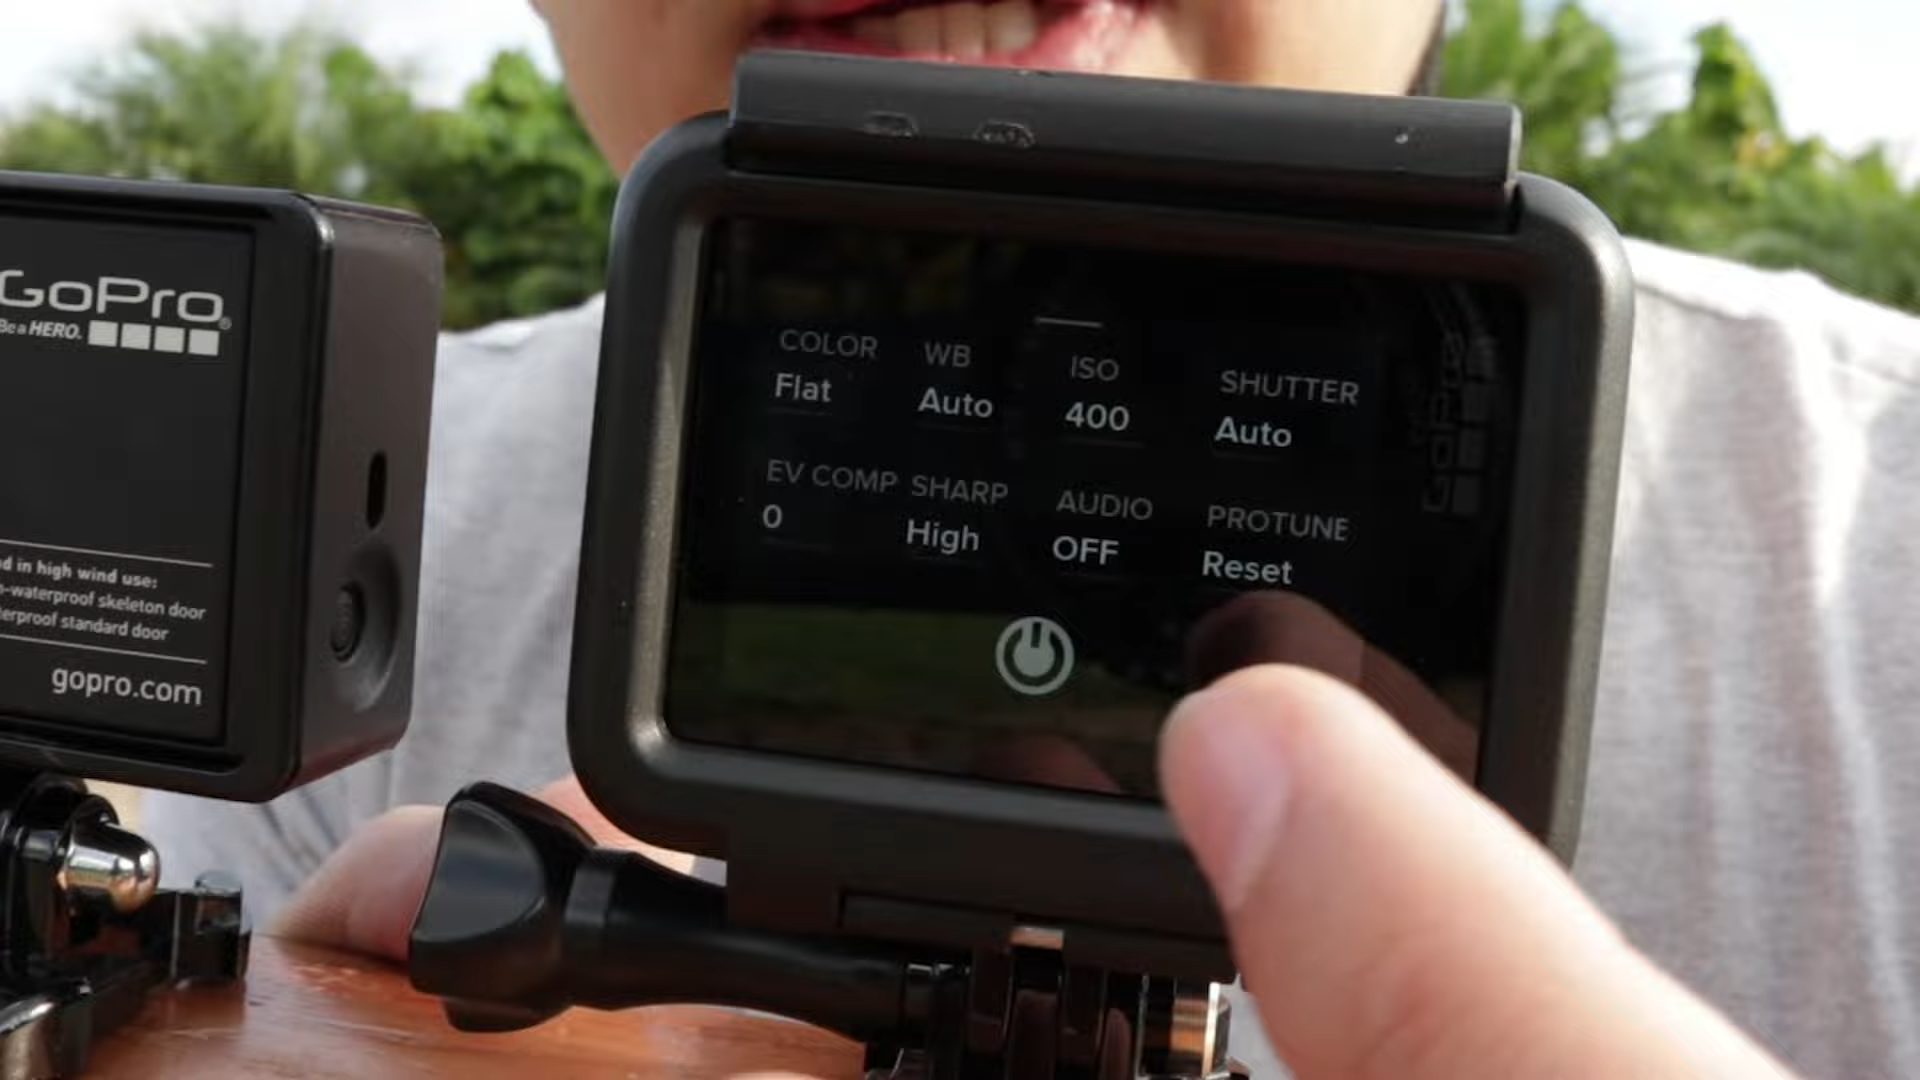 GoPro®
Be a HERO.
d in high wind use:
-waterproof skeleton door
erproof standard door
gopro.com
COLOR WB ISO SHUTTER
Flat Auto 400 Auto
EV COMP SHARP AUDIO PROTUNE
0 High OFF Reset
GoPro